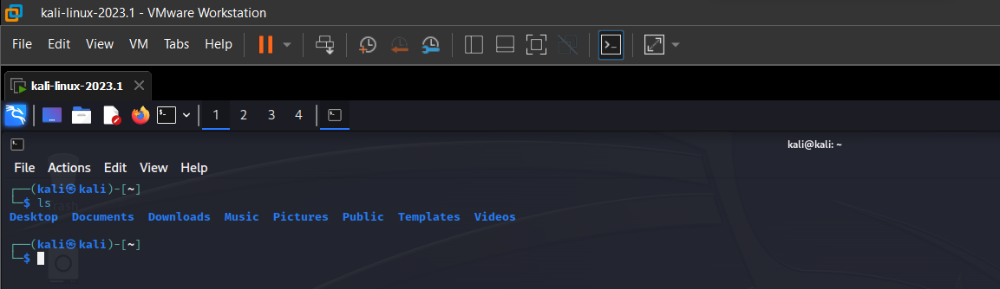 kali-linux-2023.1 - VMware Workstation
File Edit View VM Tabs Help
kali-linux-2023.1
1 2 3 4
kali@kali: ~
File Actions Edit View Help
┌──(kali㉿kali)-[~]
└─$ ls
Desktop Documents Downloads Music Pictures Public Templates Videos
┌──(kali㉿kali)-[~]
└─$